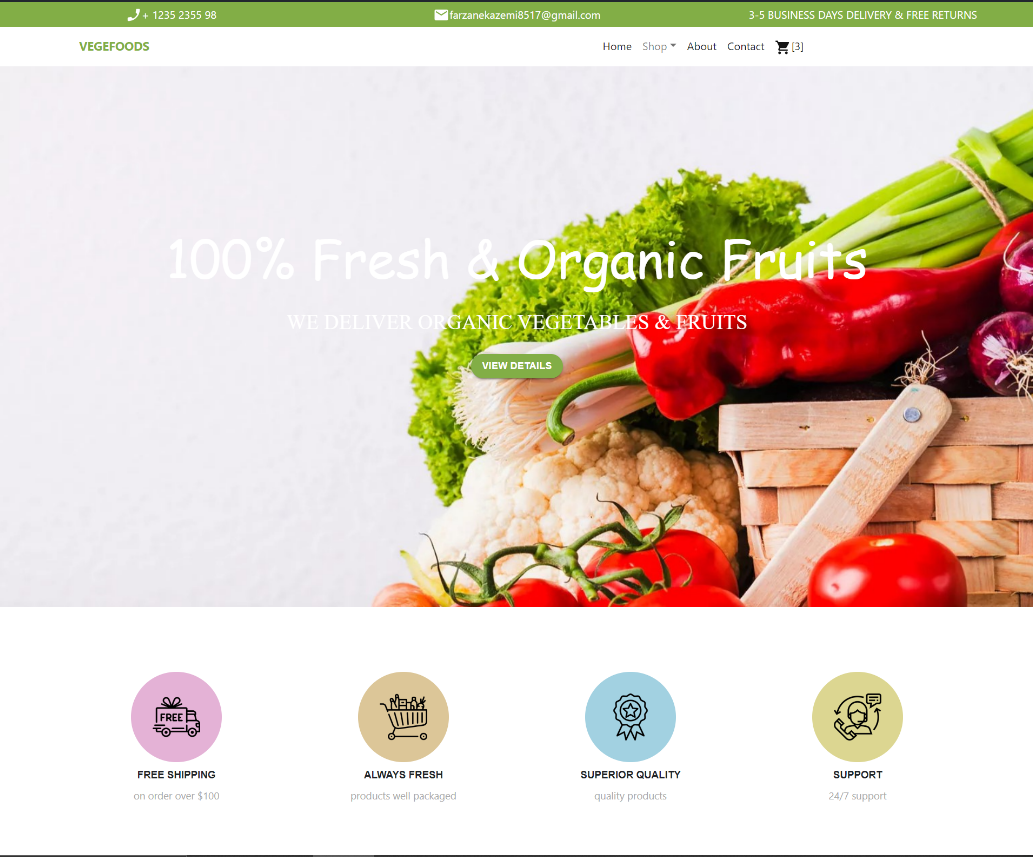 + 1235 2355 98
farzanekazemi8517@gmail.com
3-5 BUSINESS DAYS DELIVERY & FREE RETURNS
VEGEFOODS
Home
Shop
About
Contact
[3]
100% Fresh & Organic Fruits
WE DELIVER ORGANIC VEGETABLES & FRUITS
VIEW DETAILS
FREE
FREE SHIPPING
on order over $100
ALWAYS FRESH
products well packaged
SUPERIOR QUALITY
quality products
SUPPORT
24/7 support